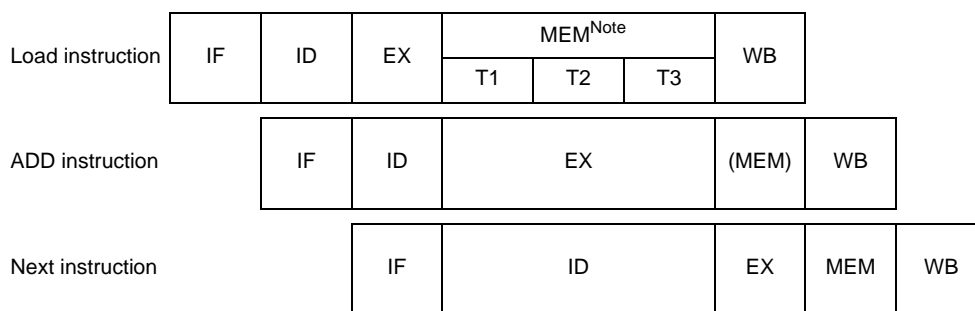 Load instruction IF ID EX MEMNote WB
T1 T2 T3
ADD instruction IF ID EX (MEM) WB
Next instruction IF ID EX MEM WB